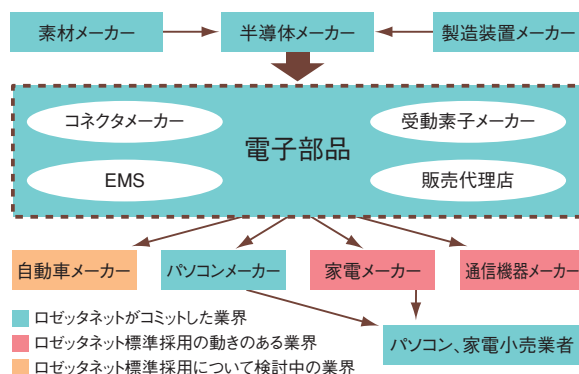 素材メーカー
半導体メーカー
製造装置メーカー
コネクタメーカー
受動素子メーカー
電子部品
EMS
販売代理店
自動車メーカー
パソコンメーカー
家電メーカー
通信機器メーカー
ロゼッタネットがコミットした業界
ロゼッタネット標準採用の動きのある業界
ロゼッタネット標準採用について検討中の業界
パソコン、家電小売業者